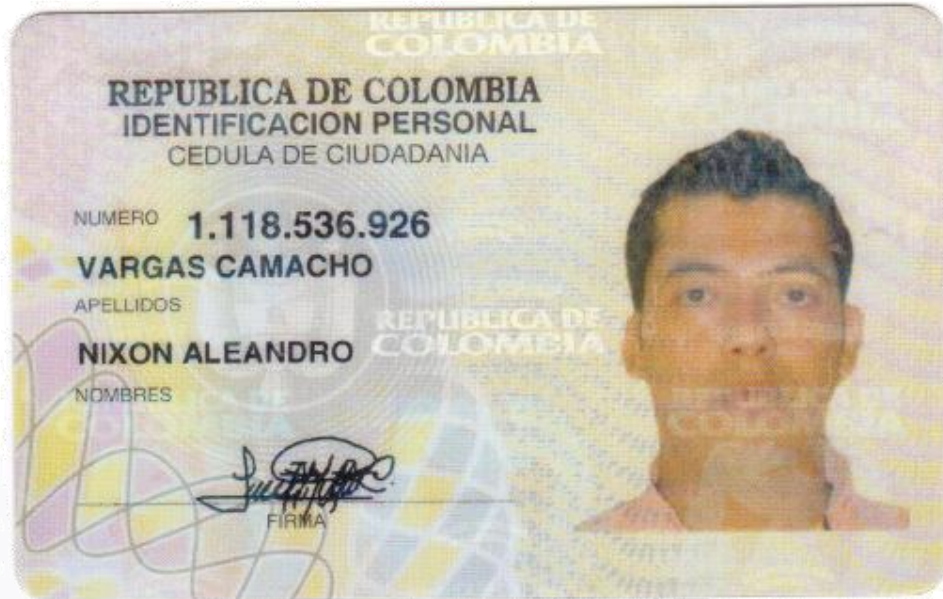 REPUBLICA DE
COLOMBIA
REPUBLICA DE COLOMBIA
IDENTIFICACION PERSONAL
CEDULA DE CIUDADANIA
NUMERO 1.118.536.926
VARGAS CAMACHO
APELLIDOS
REPUBLICA DE
COLOMBIA
NIXON ALEANDRO
NOMBRES
FIRMA